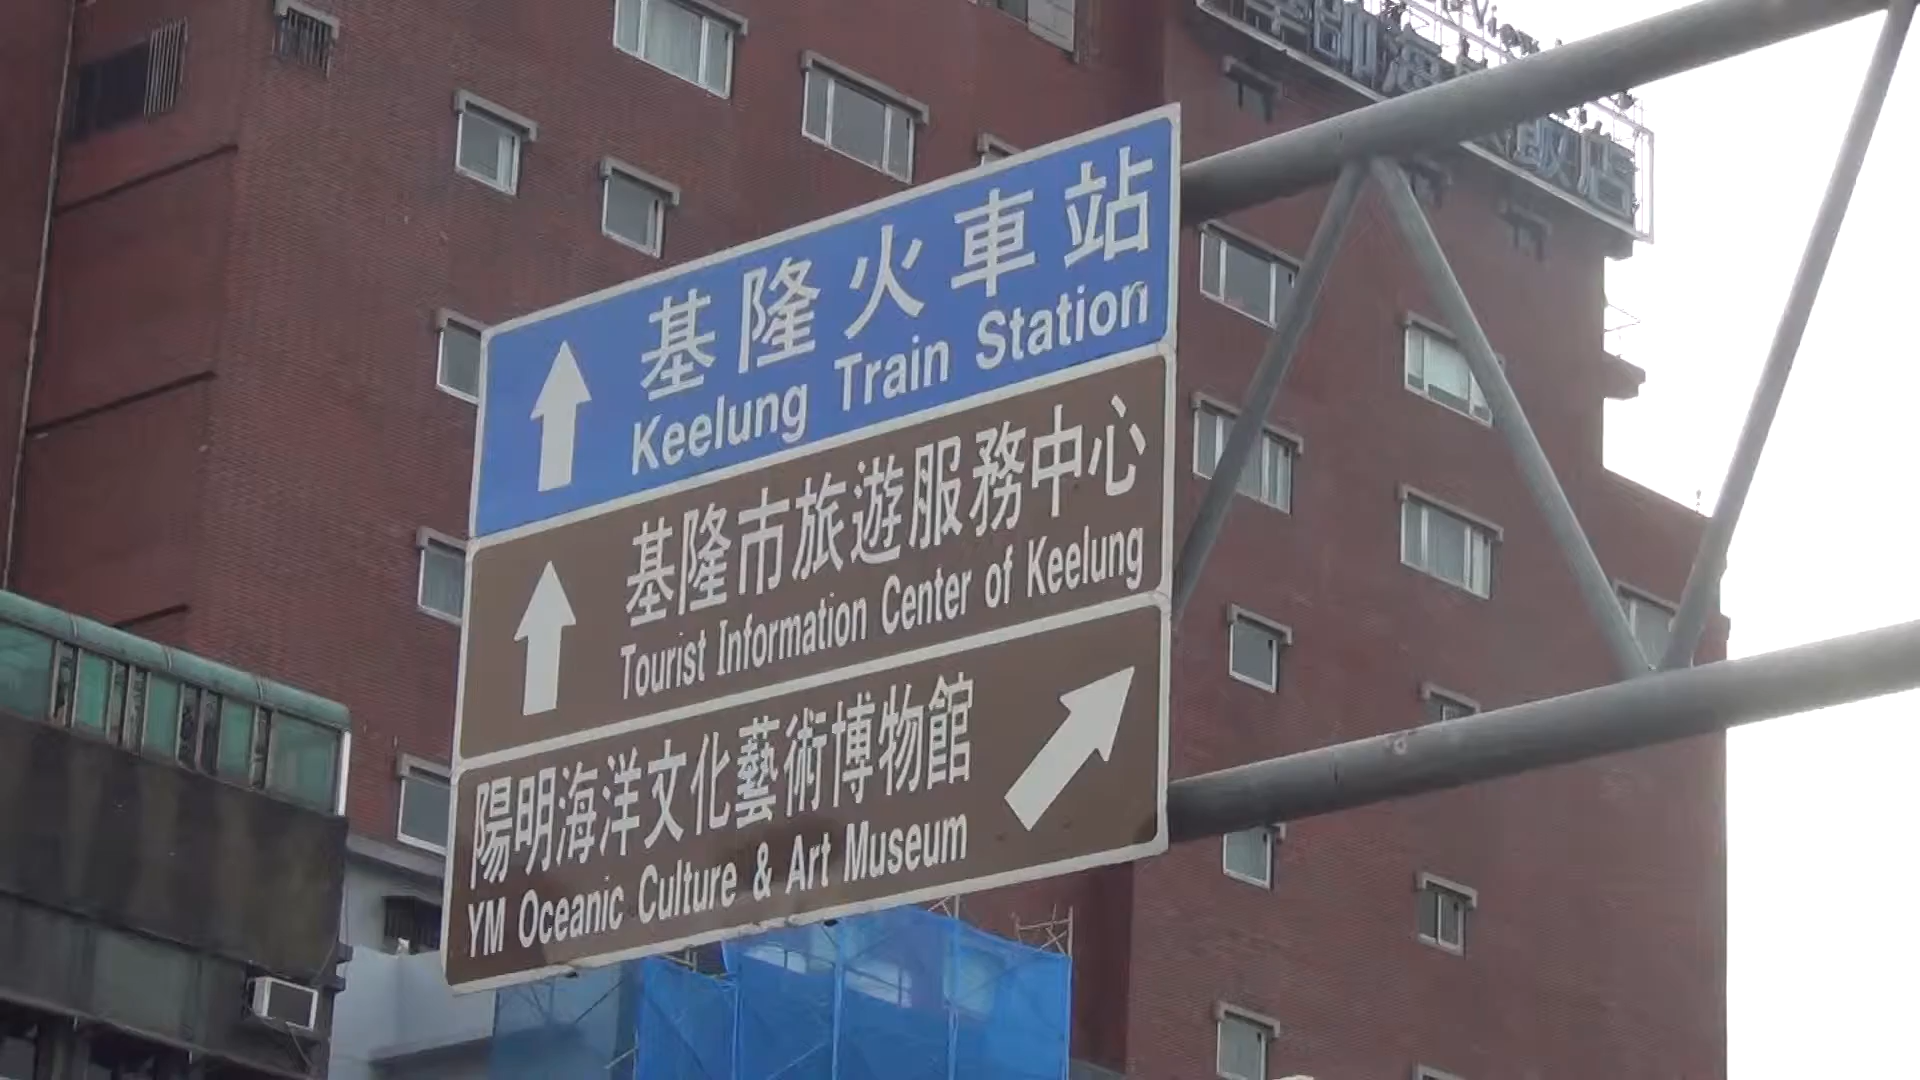 基隆火車站
Keelung Train Station
基隆市旅遊服務中心
Tourist Information Center of Keelung
陽明海洋文化藝術博物館
YM Oceanic Culture & Art Museum
飯店